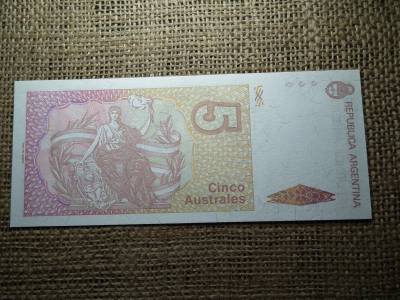 5
Cinco
Australes
REPUBLICA ARGENTINA